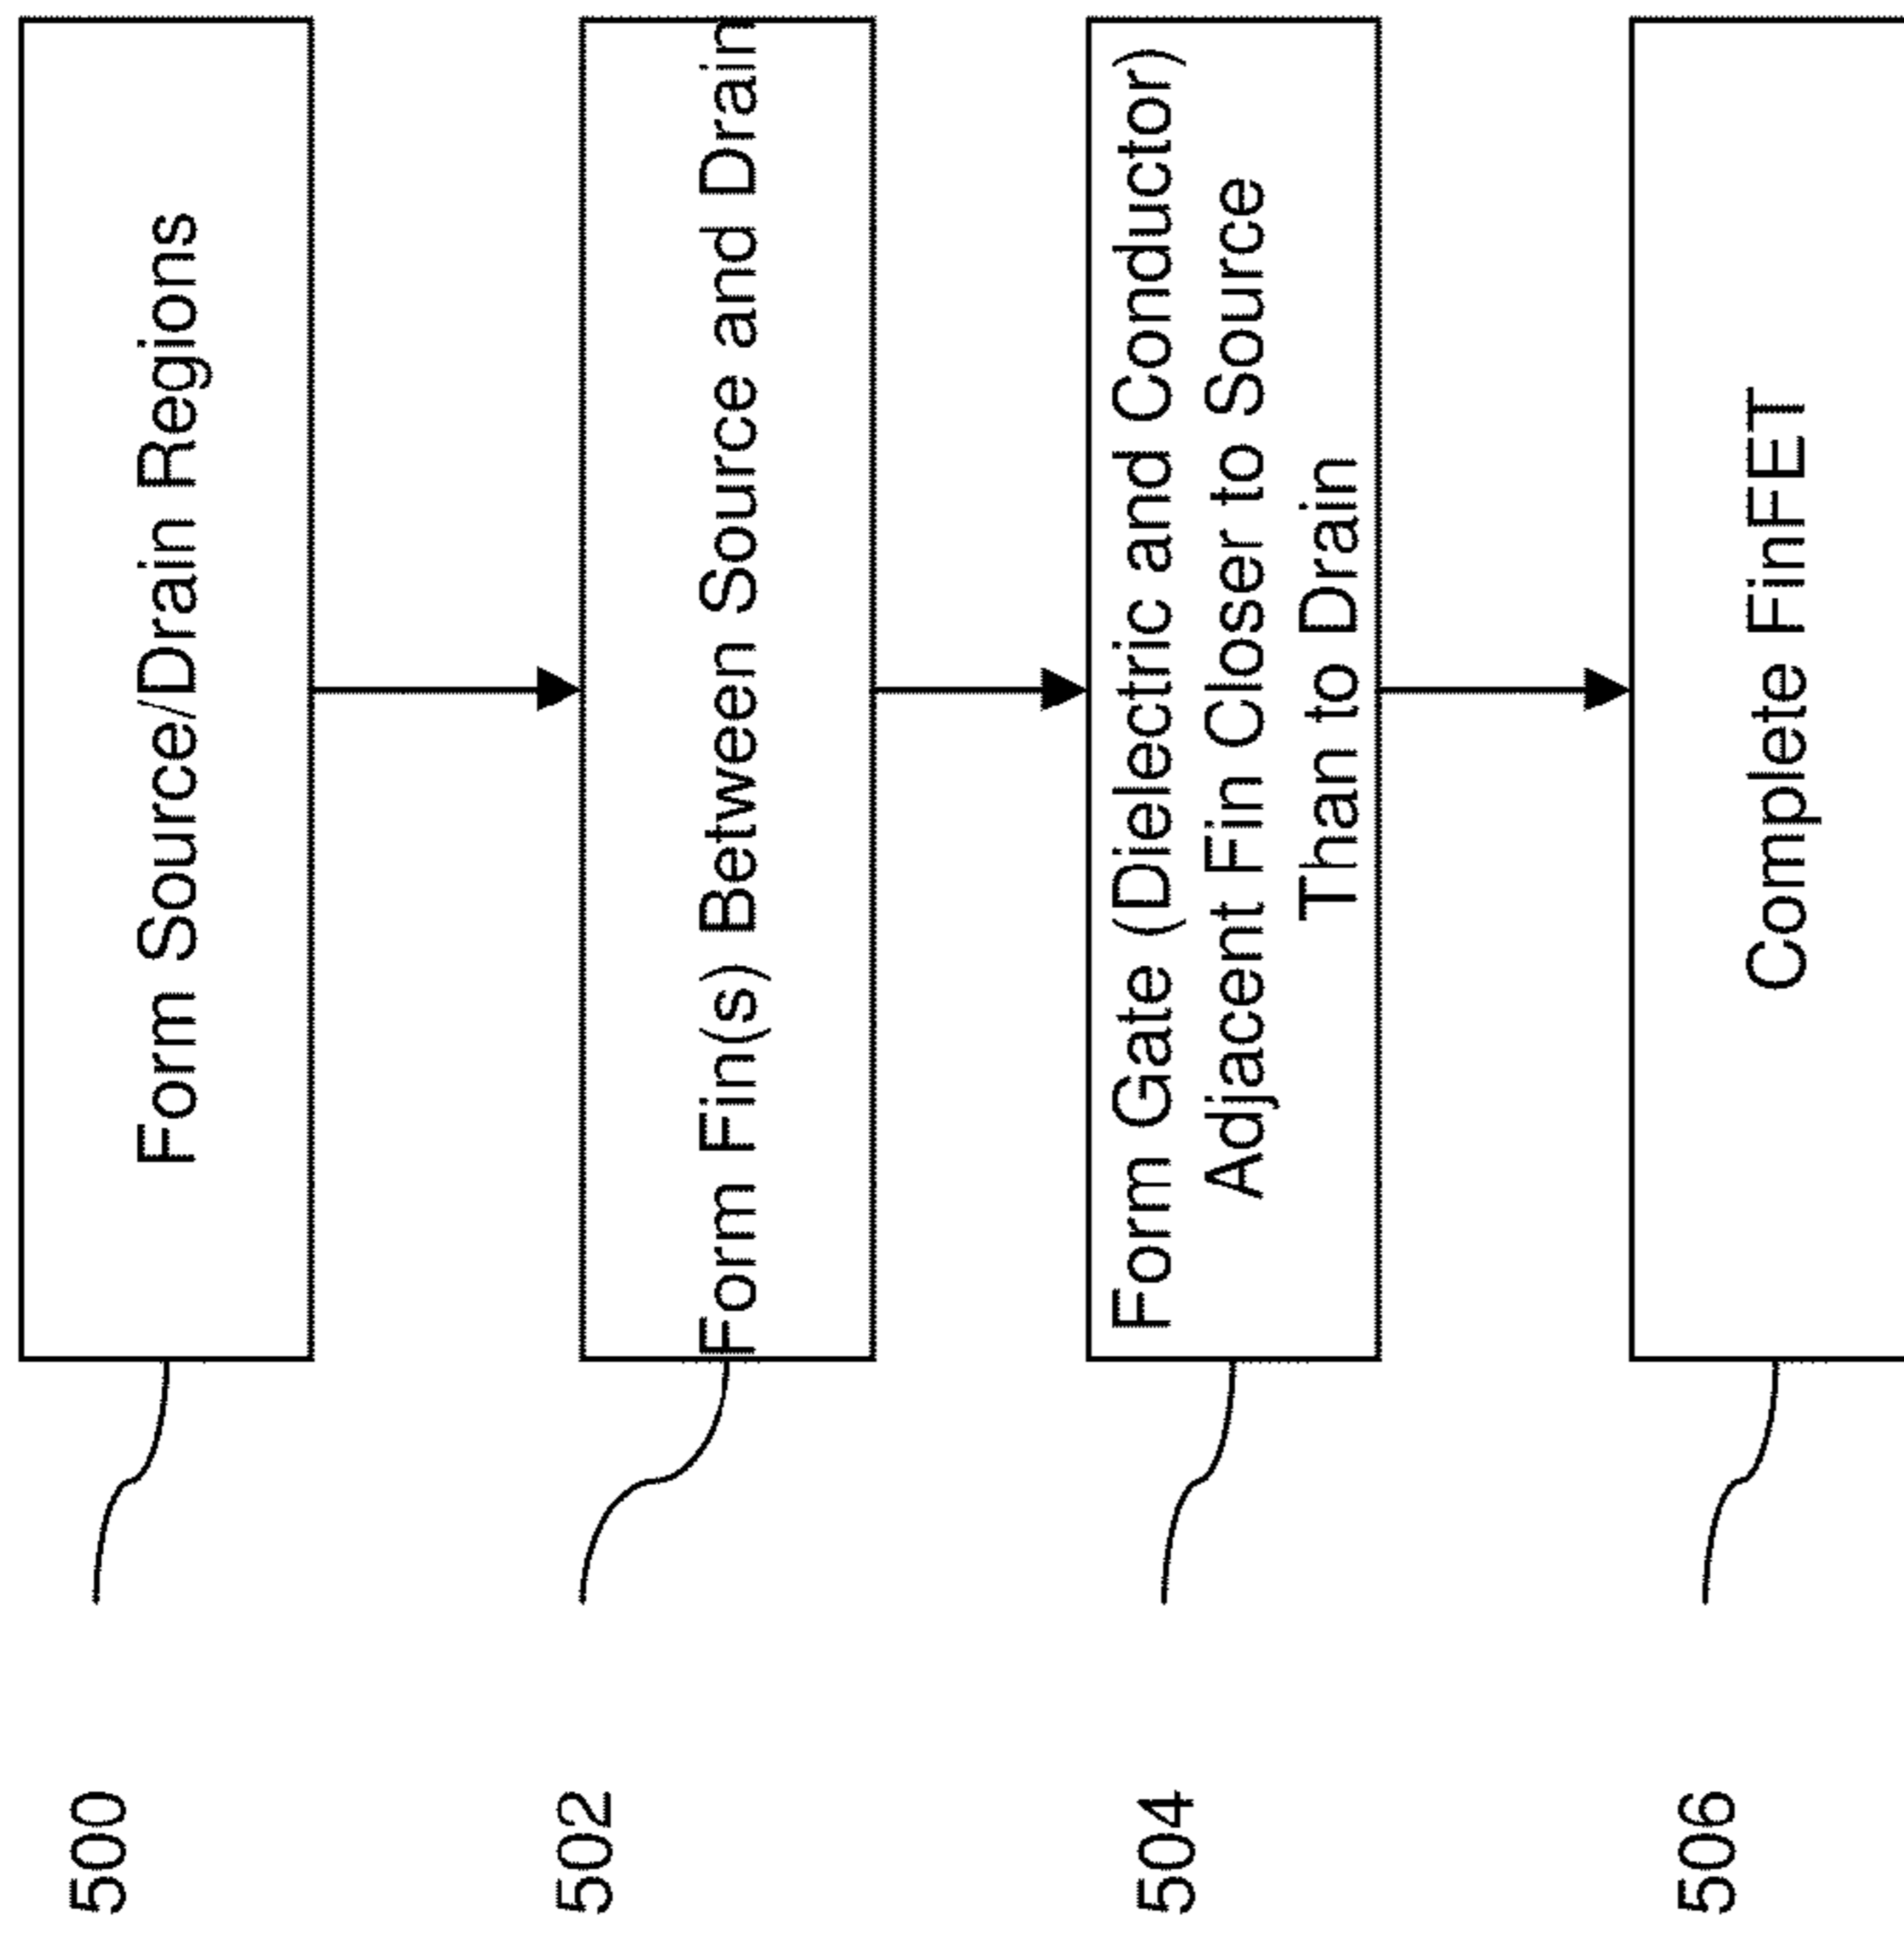 500
Form Source/Drain Regions
502
Form Fin(s) Between Source and Drain
504
Form Gate (Dielectric and Conductor)
Adjacent Fin Closer to Source
Than to Drain
506
Complete FinFET